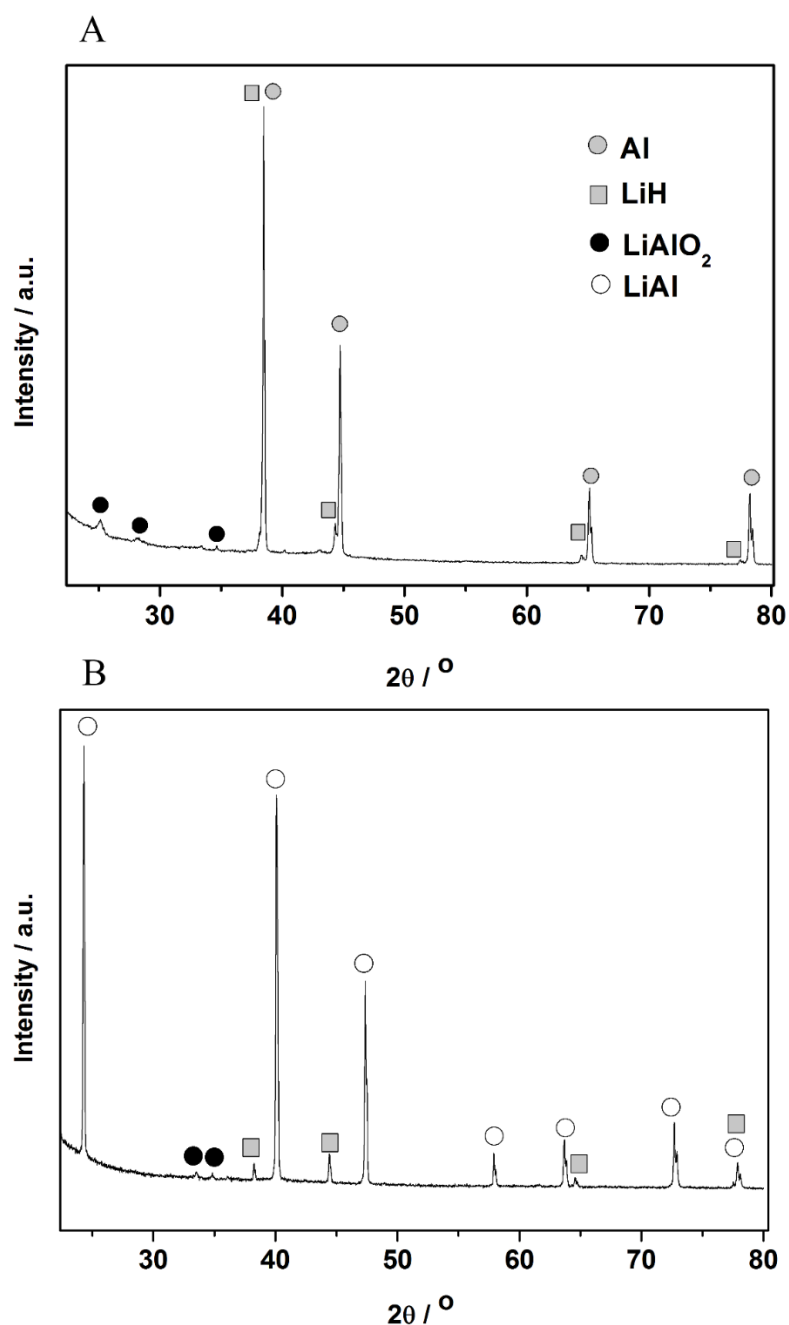 A
Al
LiH
LiAlO₂
LiAl
Intensity / a.u.
30 40 50 60 70 80
2θ / º
B
Intensity / a.u.
30 40 50 60 70 80
2θ / º